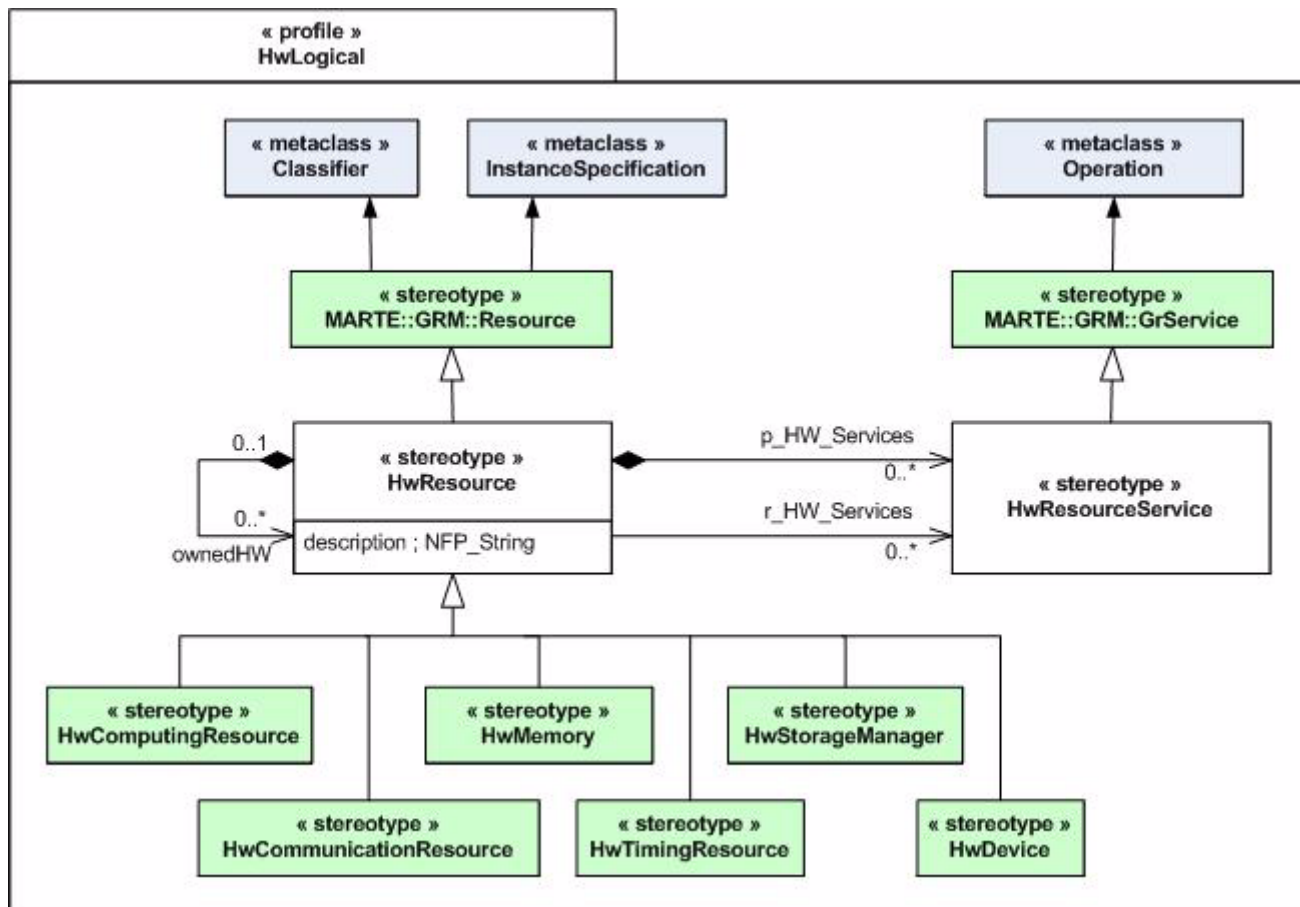 « profile »
HwLogical
« metaclass »
Classifier
« metaclass »
InstanceSpecification
« metaclass »
Operation
« stereotype »
MARTE::GRM::Resource
« stereotype »
MARTE::GRM::GrService
0..1
« stereotype »
HwResource
p_HW_Services
0..*
« stereotype »
HwResourceService
0..*
ownedHW
description ; NFP_String
r_HW_Services
0..*
« stereotype »
HwComputingResource
« stereotype »
HwMemory
« stereotype »
HwStorageManager
« stereotype »
HwCommunicationResource
« stereotype »
HwTimingResource
« stereotype »
HwDevice